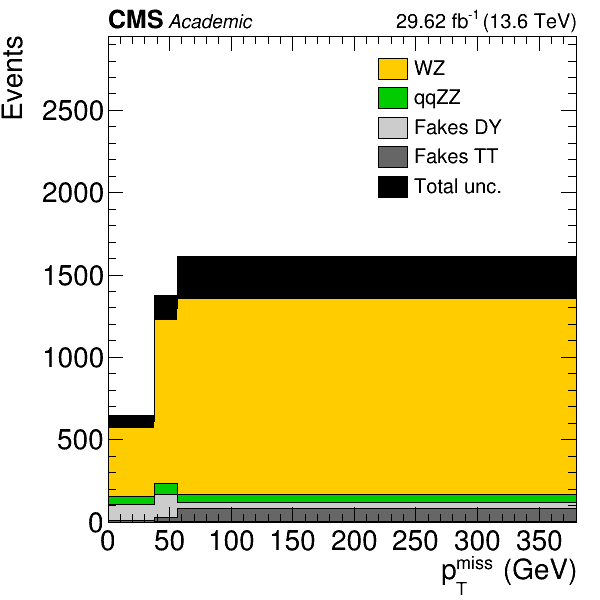 CMS Academic 29.62 fb-1 (13.6 TeV)
Events
2500
2000
1500
1000
500
0
WZ
qqZZ
Fakes DY
Fakes TT
Total unc.
0 50 100 150 200 250 300 350
pTmiss (GeV)